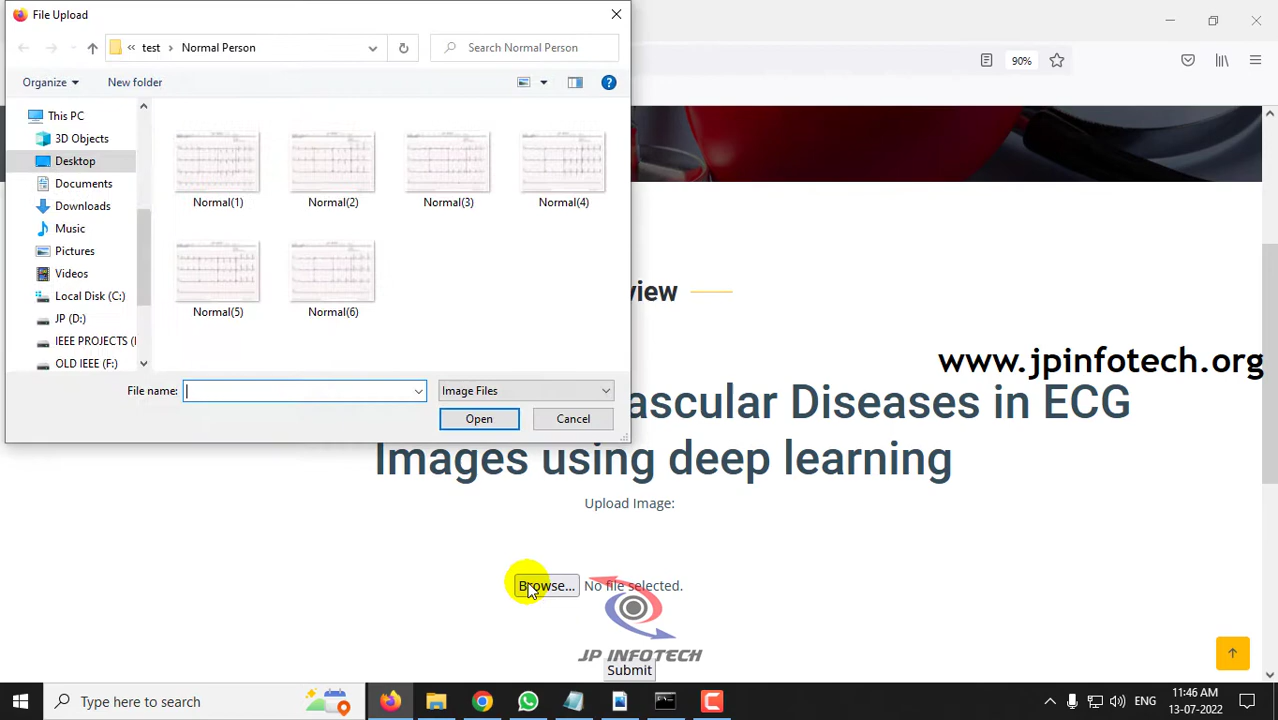 File Upload
test
Normal Person
Search Normal Person
Organize
New folder
This PC
3D Objects
Desktop
Documents
Downloads
Music
Pictures
Videos
Local Disk (C:)
JP (D:)
IEEE PROJECTS (
OLD IEEE (F:)
Normal(1)
Normal(2)
Normal(3)
Normal(4)
Normal(5)
Normal(6)
File name:
Image Files
Open
Cancel
90%
view
www.jpinfotech.org
ascular Diseases in ECG
Images using deep learning
Upload Image:
Browse... No file selected.
JP INFOTECH
Submit
Type here to search
ENG
11:46 AM
13-07-2022